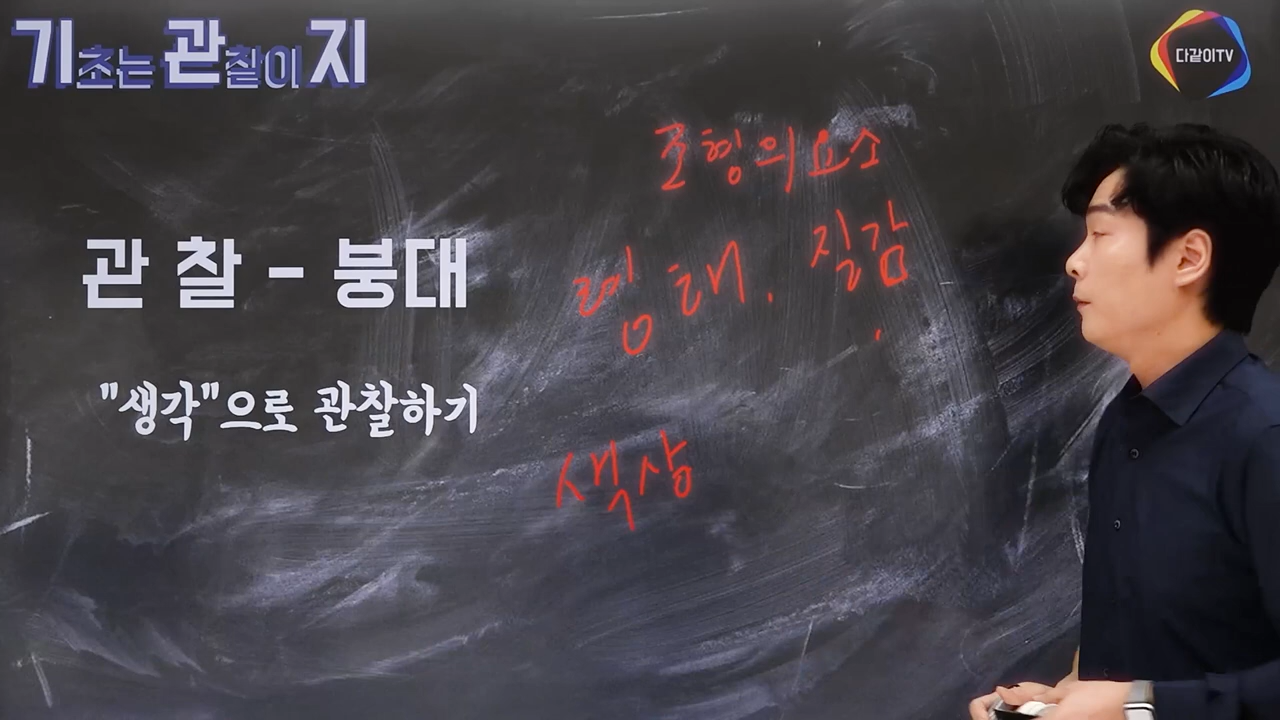 기초는 관찰이지
다같이TV
조형의 요소
관찰 - 붕대
형태. 질감
"생각"으로 관찰하기
색상